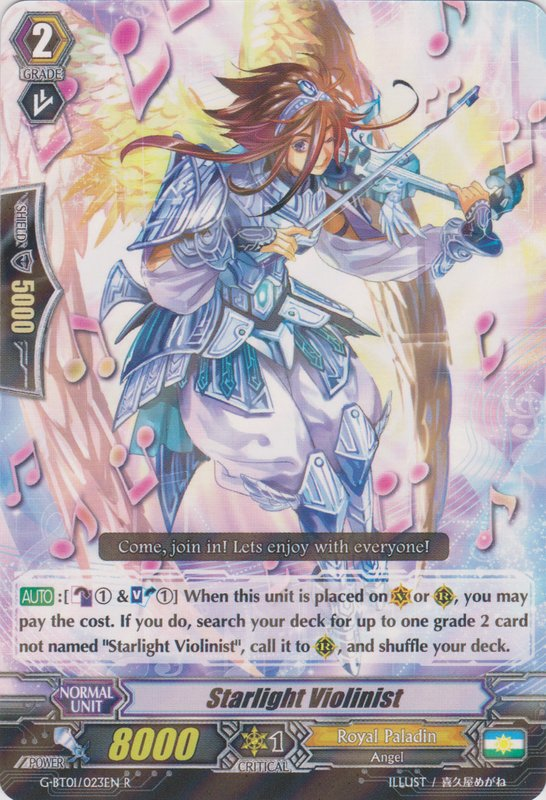 2
GRADE
SHIELD
5000
Come, join in! Lets enjoy with everyone!
AUTO:[① & V①] When this unit is placed on V or R, you may
pay the cost. If you do, search your deck for up to one grade 2 card
not named "Starlight Violinist", call it to R, and shuffle your deck.
NORMAL
UNIT
Starlight Violinist
POWER
8000
1
CRITICAL
Royal Paladin
Angel
G-BT01/023EN R
ILLUST / 喜久屋めがね